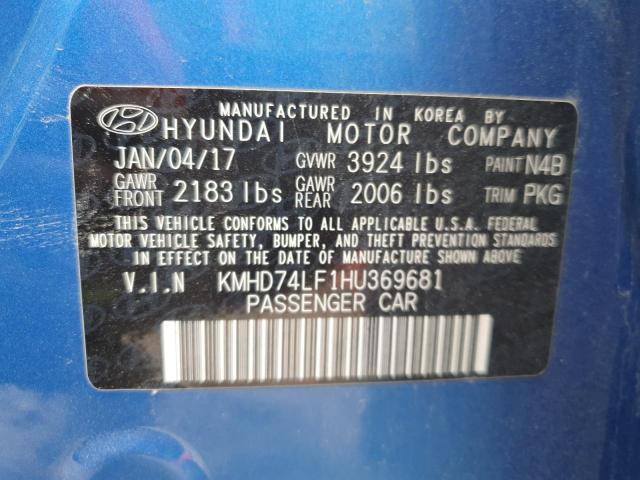 MANUFACTURED IN KOREA BY
HYUNDAI MOTOR COMPANY
JAN/04/17 GVWR 3924 lbs PAINT N4B
GAWR FRONT 2183 lbs GAWR REAR 2006 lbs TRIM PKG
THIS VEHICLE CONFORMS TO ALL APPLICABLE U.S.A. FEDERAL
MOTOR VEHICLE SAFETY, BUMPER, AND THEFT PREVENTION STANDARDS
IN EFFECT ON THE DATE OF MANUFACTURE SHOWN ABOVE.
V.I.N KMHD74LF1HU369681
PASSENGER CAR